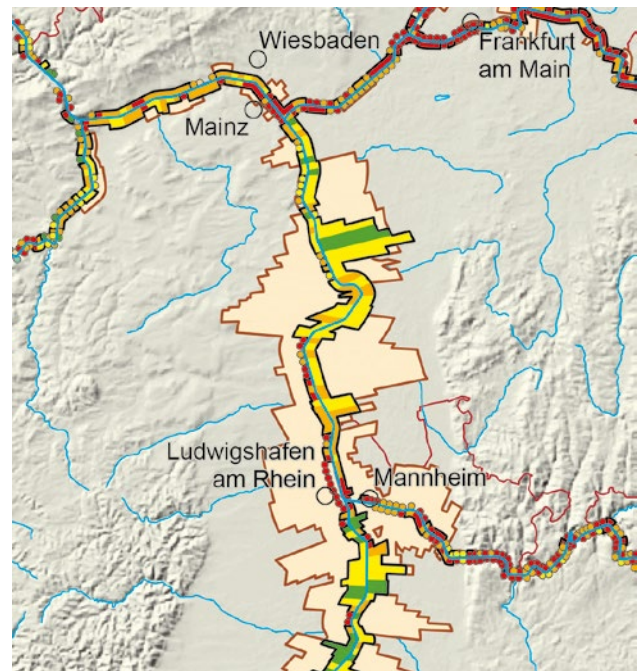 Wiesbaden
Frankfurt
am Main
Mainz
Ludwigshafen
am Rhein
Mannheim